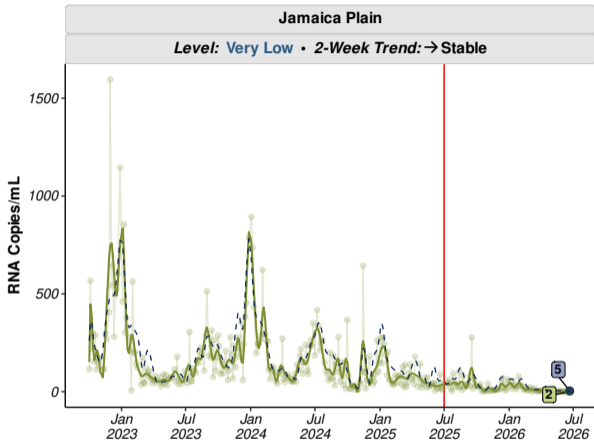 Jamaica Plain
Level: Very Low • 2-Week Trend: → Stable
RNA Copies/mL
1500
1000
500
0
5
2
Jan 2023
Jul 2023
Jan 2024
Jul 2024
Jan 2025
Jul 2025
Jan 2026
Jul 2026